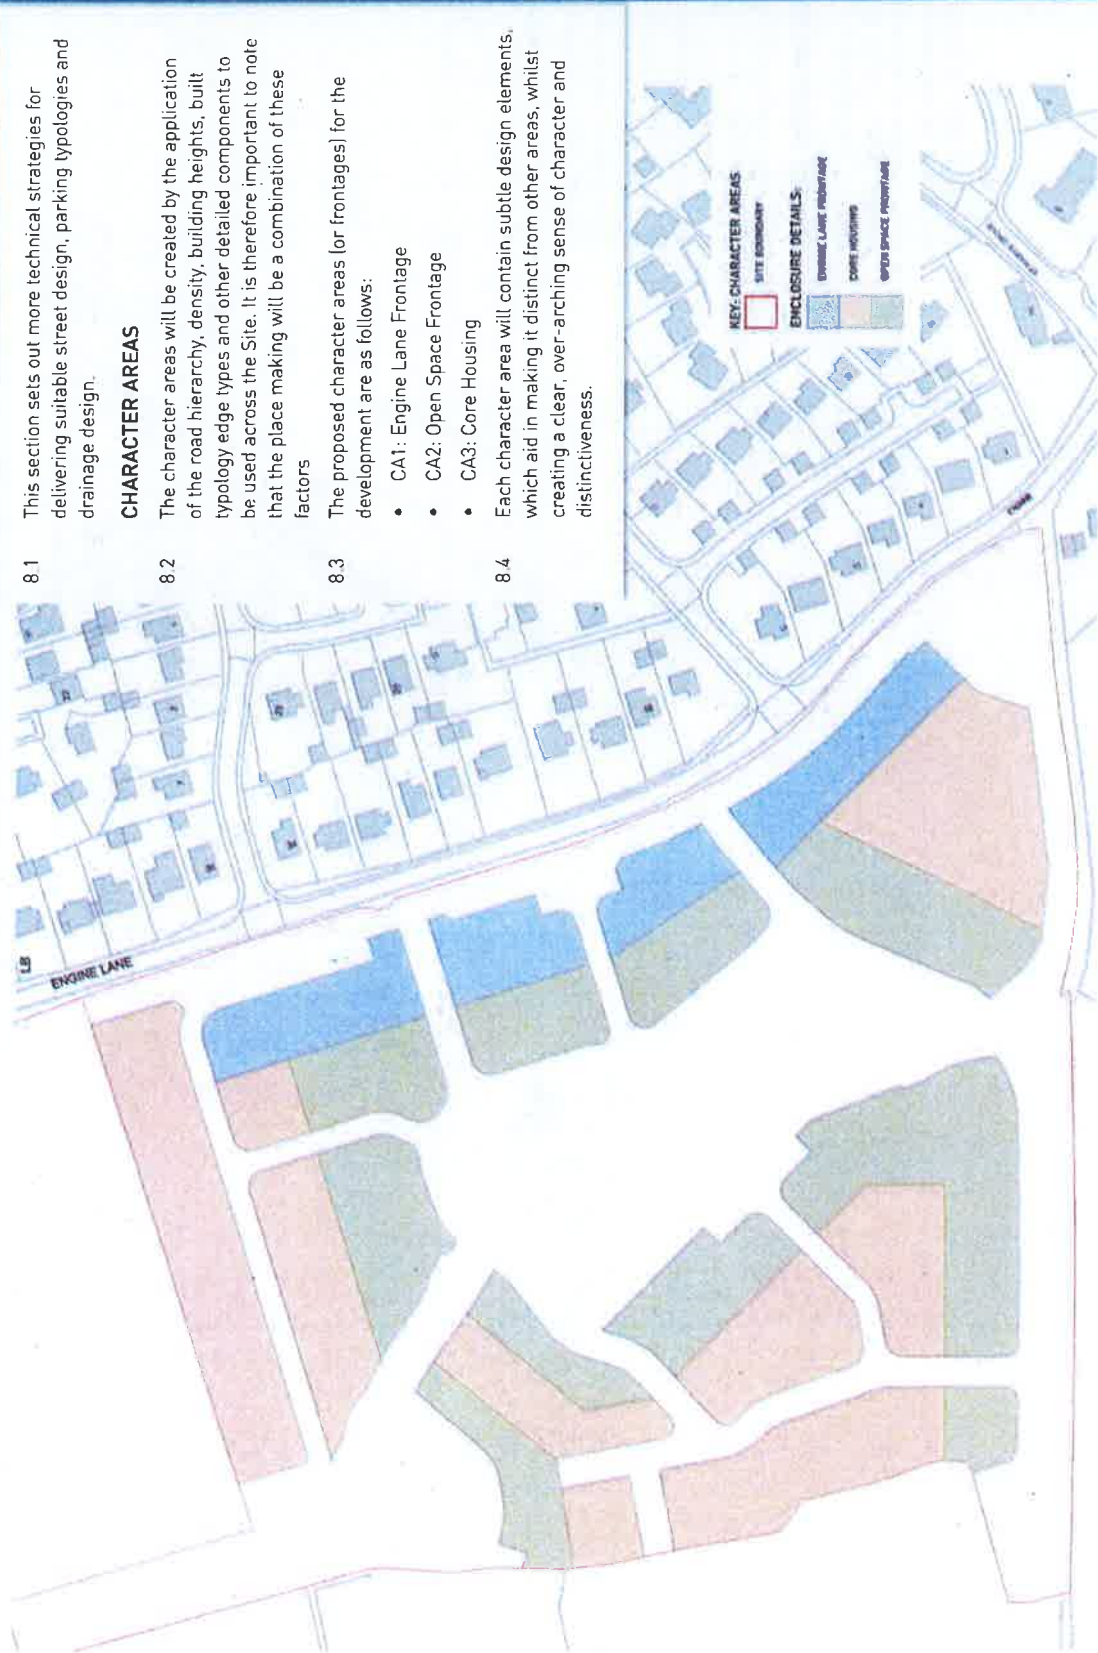 8.1
This section sets out more technical strategies for
delivering suitable street design, parking typologies and
drainage design.
CHARACTER AREAS
8.2
The character areas will be created by the application
of the road hierarchy, density, building heights, built
typology edge types and other detailed components to
be used across the Site. It is therefore important to note
that the place making will be a combination of these
factors
8.3
The proposed character areas (or frontages) for the
development are as follows:
• CA1: Engine Lane Frontage
• CA2: Open Space Frontage
• CA3: Core Housing
8.4
Each character area will contain subtle design elements,
which aid in making it distinct from other areas, whilst
creating a clear, over-arching sense of character and
distinctiveness.
KEY: CHARACTER AREAS
SITE BOUNDARY
ENCLOSURE DETAILS:
ENGINE LANE FRONTAGE
CORE HOUSING
OPEN SPACE FRONTAGE
LB
ENGINE LANE